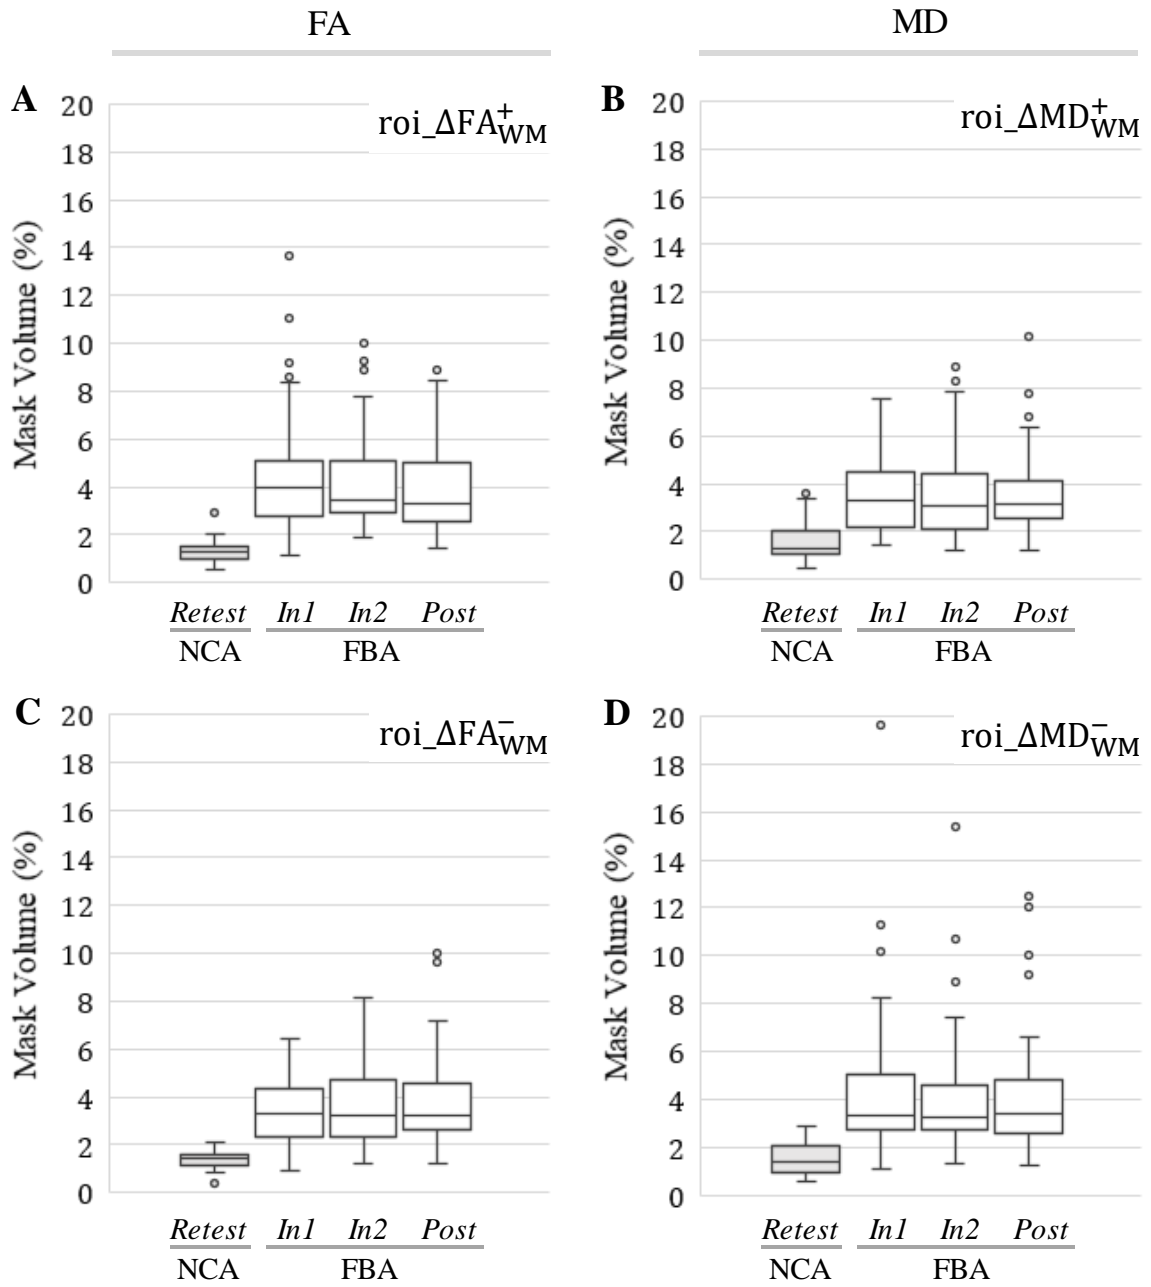 FA
MD
A
roi_ΔFA⁺WM
Mask Volume (%)
20
18
16
14
12
10
8
6
4
2
0
Retest In1 In2 Post
NCA FBA
B
roi_ΔMD⁺WM
Mask Volume (%)
20
18
16
14
12
10
8
6
4
2
0
Retest In1 In2 Post
NCA FBA
C
roi_ΔFA⁻WM
Mask Volume (%)
20
18
16
14
12
10
8
6
4
2
0
Retest In1 In2 Post
NCA FBA
D
roi_ΔMD⁻WM
Mask Volume (%)
20
18
16
14
12
10
8
6
4
2
0
Retest In1 In2 Post
NCA FBA